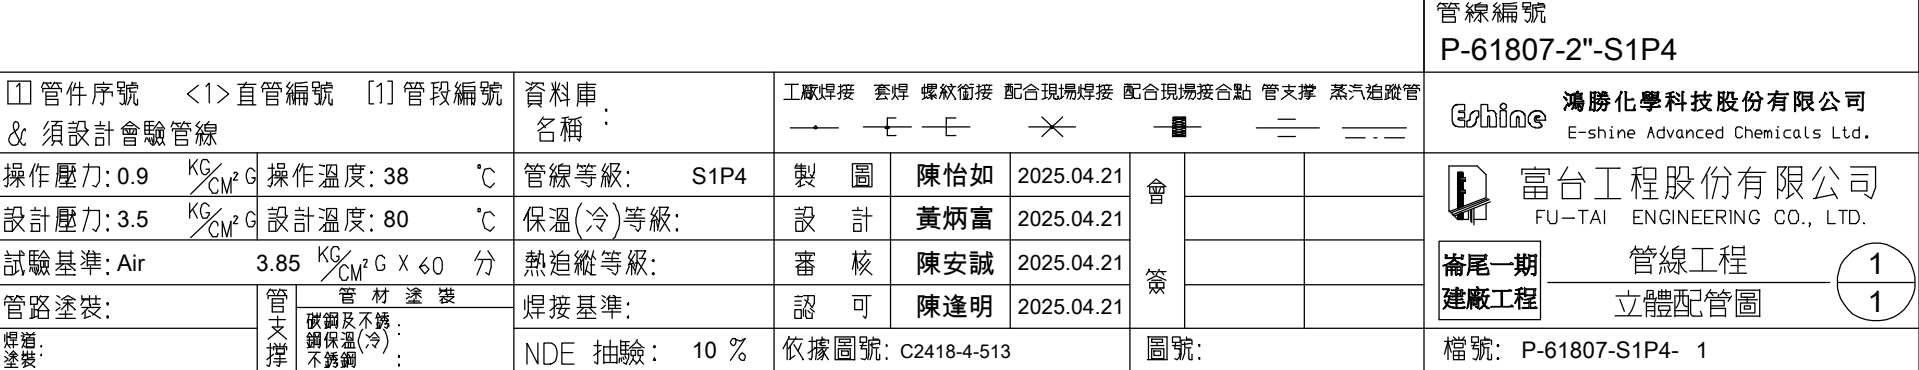 管線編號
P-61807-2"-S1P4
1 管件序號 <1>直管編號 [1]管段編號
& 須設計會驗管線
資料庫名稱:
工廠焊接 套焊 螺紋銜接 配合現場焊接 配合現場接合點 管支撐 蒸汽追蹤管
Eshine 鴻勝化學科技股份有限公司
E-shine Advanced Chemicals Ltd.
操作壓力: 0.9 KG/CM² G 操作溫度: 38 °C
管線等級: S1P4
製圖 陳怡如 2025.04.21
會簽
富台工程股份有限公司
FU-TAI ENGINEERING CO., LTD.
設計壓力: 3.5 KG/CM² G 設計溫度: 80 °C
保溫(冷)等級:
設計 黃炳富 2025.04.21
試驗基準: Air 3.85 KG/CM² G X 60 分
熱追縱等級:
審核 陳安誠 2025.04.21
崙尾一期
建廠工程
管線工程
立體配管圖
1
1
管路塗裝:
管支撐
管材塗裝
碳鋼及不銹鋼保溫(冷):
不銹鋼:
焊接基準:
認可 陳逢明 2025.04.21
焊道塗裝:
NDE 抽驗: 10 %
依據圖號: C2418-4-513
圖號:
檔號: P-61807-S1P4- 1